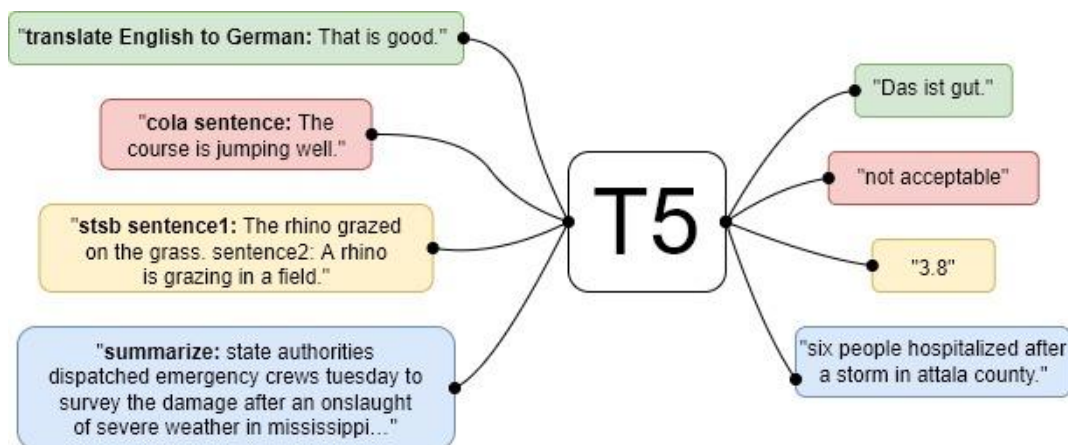 "translate English to German: That is good."
"cola sentence: The
course is jumping well."
"stsb sentence1: The rhino grazed
on the grass. sentence2: A rhino
is grazing in a field."
"summarize: state authorities
dispatched emergency crews tuesday to
survey the damage after an onslaught
of severe weather in mississippi..."
T5
"Das ist gut."
"not acceptable"
"3.8"
"six people hospitalized after
a storm in attala county."